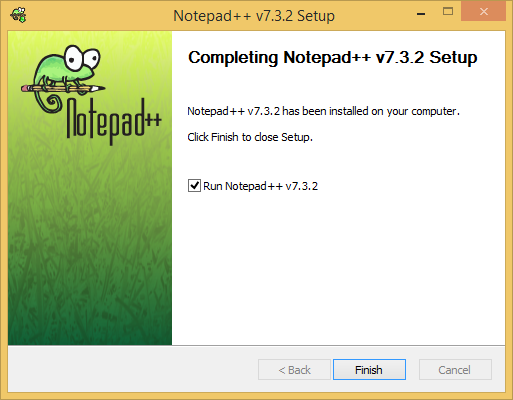 Notepad++ v7.3.2 Setup
Notepad++
Completing Notepad++ v7.3.2 Setup
Notepad++ v7.3.2 has been installed on your computer.
Click Finish to close Setup.
Run Notepad++ v7.3.2
< Back Finish Cancel